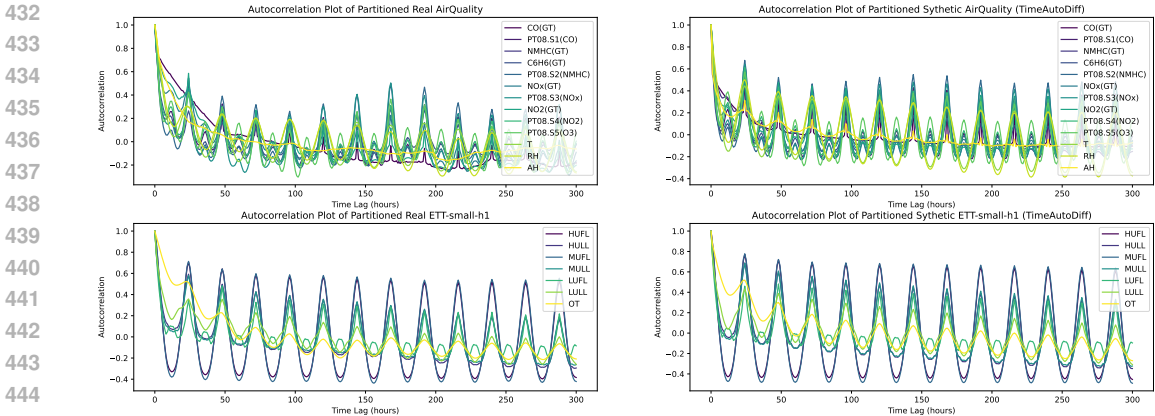 432
433
434
435
436
437
438
439
440
441
442
443
444
Autocorrelation Plot of Partitioned Real AirQuality
Autocorrelation
1.0
0.8
0.6
0.4
0.2
0.0
−0.2
CO(GT)
PT08.S1(CO)
NMHC(GT)
C6H6(GT)
PT08.S2(NMHC)
NOx(GT)
PT08.S3(NOx)
NO2(GT)
PT08.S4(NO2)
PT08.S5(O3)
T
RH
AH
0 50 100 150 200 250 300
Time Lag (hours)
Autocorrelation Plot of Partitioned Sythetic AirQuality (TimeAutoDiff)
Autocorrelation
1.0
0.8
0.6
0.4
0.2
0.0
−0.2
−0.4
CO(GT)
PT08.S1(CO)
NMHC(GT)
C6H6(GT)
PT08.S2(NMHC)
NOx(GT)
PT08.S3(NOx)
NO2(GT)
PT08.S4(NO2)
PT08.S5(O3)
T
RH
AH
0 50 100 150 200 250 300
Time Lag (hours)
Autocorrelation Plot of Partitioned Real ETT-small-h1
Autocorrelation
1.0
0.8
0.6
0.4
0.2
0.0
−0.2
−0.4
HUFL
HULL
MUFL
MULL
LUFL
LULL
OT
0 50 100 150 200 250 300
Time Lag (hours)
Autocorrelation Plot of Partitioned Sythetic ETT-small-h1 (TimeAutoDiff)
Autocorrelation
1.0
0.8
0.6
0.4
0.2
0.0
−0.2
−0.4
HUFL
HULL
MUFL
MULL
LUFL
LULL
OT
0 50 100 150 200 250 300
Time Lag (hours)